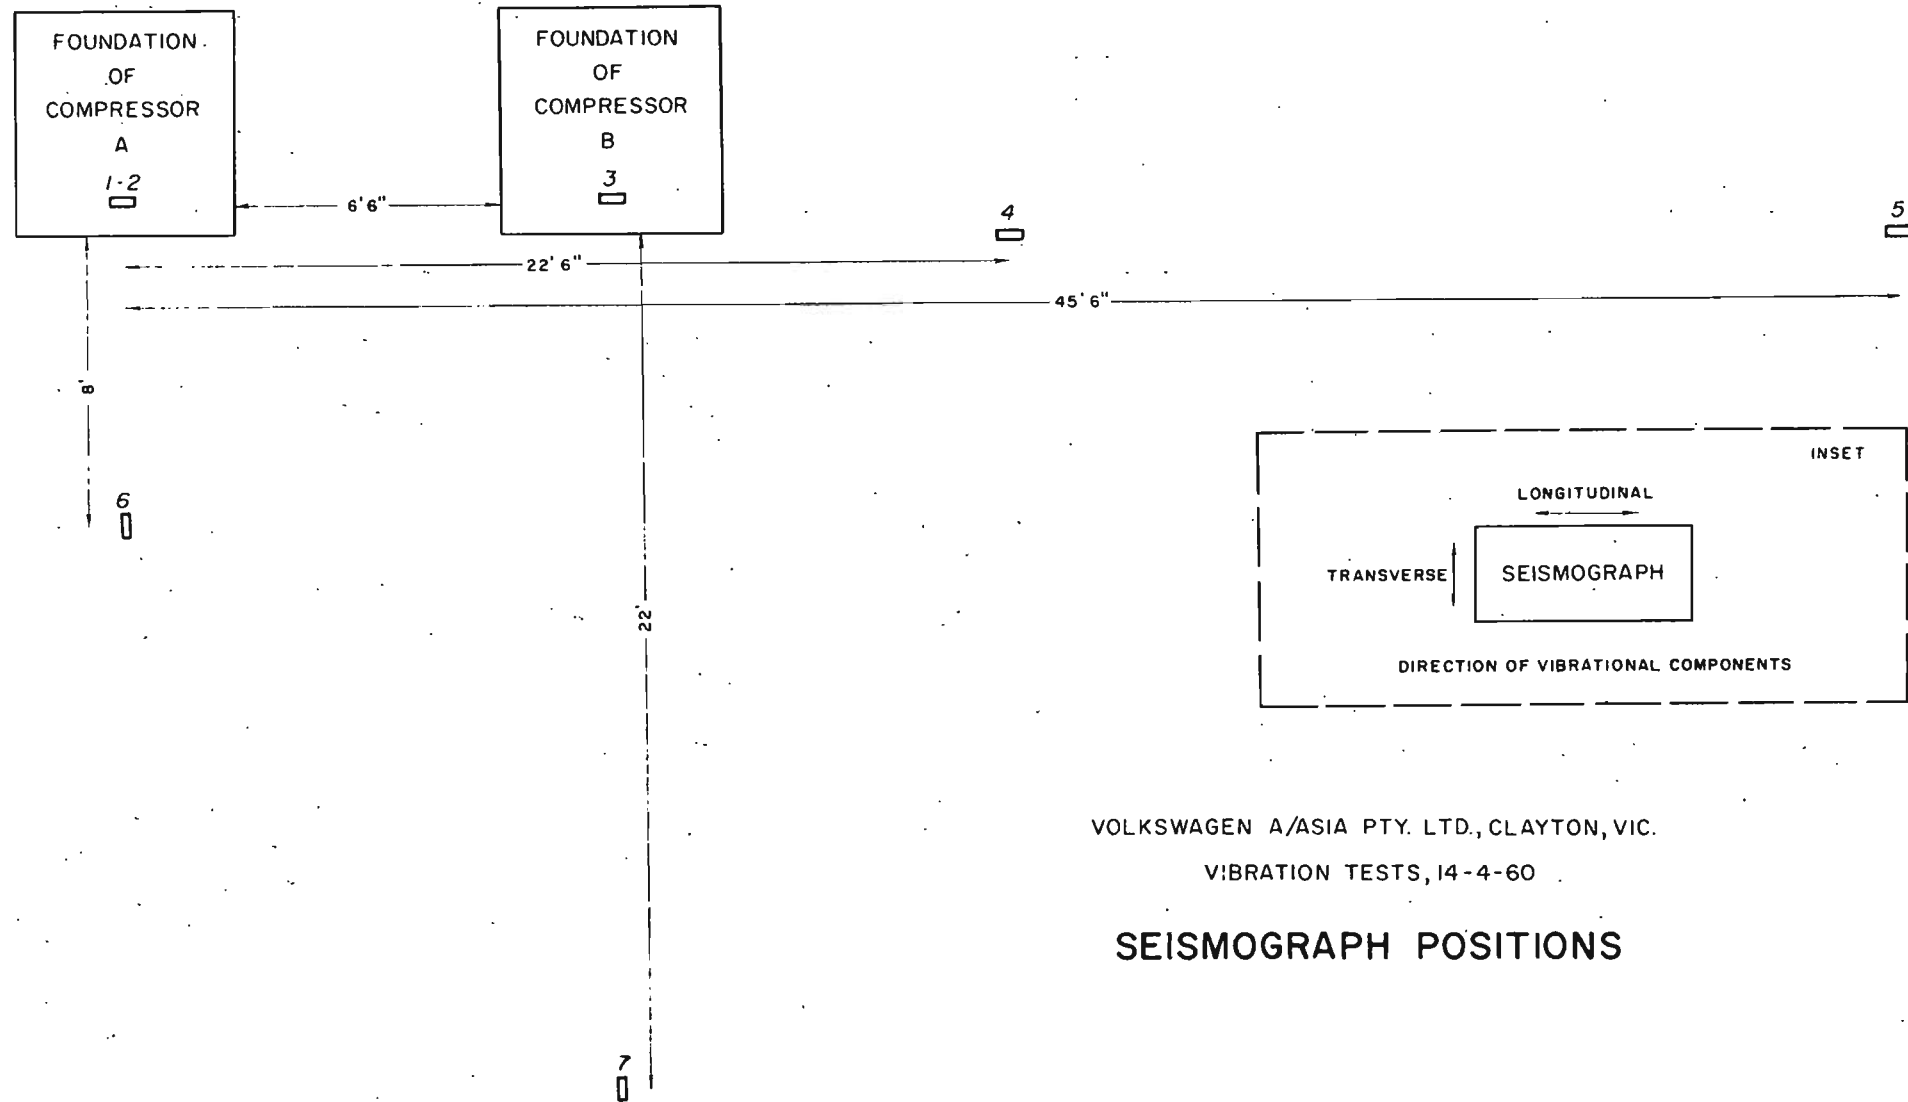 FOUNDATION
OF
COMPRESSOR
A
1-2
FOUNDATION
OF
COMPRESSOR
B
3
6'6"
4
5
22'6"
45'6"
8'
6
22'
7
INSET
LONGITUDINAL
TRANSVERSE
SEISMOGRAPH
DIRECTION OF VIBRATIONAL COMPONENTS
VOLKSWAGEN A/ASIA PTY. LTD., CLAYTON, VIC.
VIBRATION TESTS, 14-4-60
SEISMOGRAPH POSITIONS